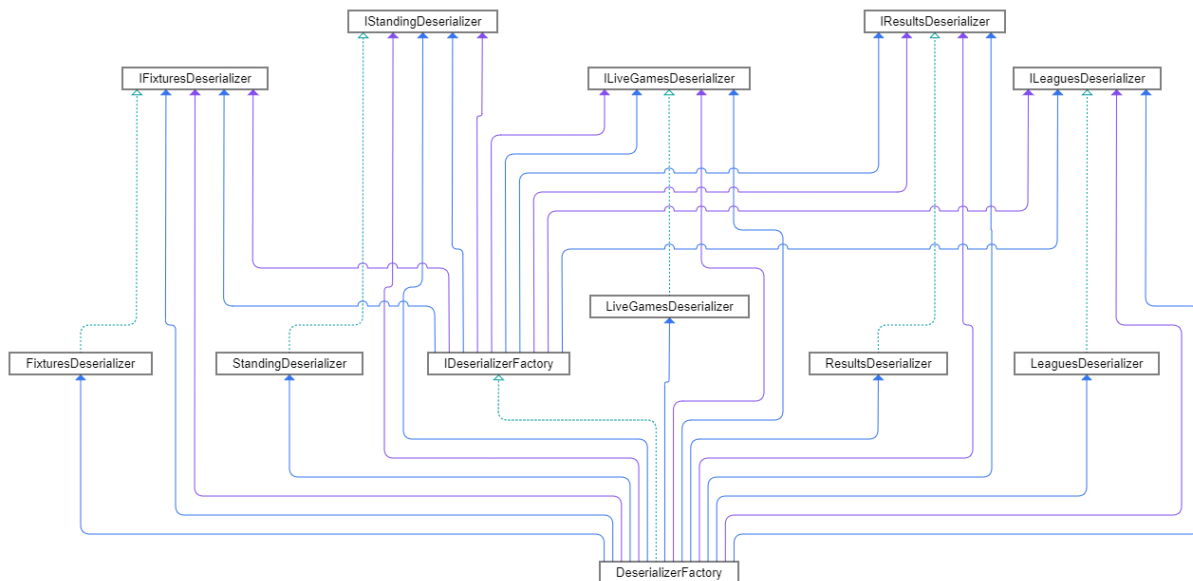 IStandingDeserializer
IResultsDeserializer
IFixturesDeserializer
ILiveGamesDeserializer
ILeaguesDeserializer
LiveGamesDeserializer
FixturesDeserializer
StandingDeserializer
IDeserializerFactory
ResultsDeserializer
LeaguesDeserializer
DeserializerFactory